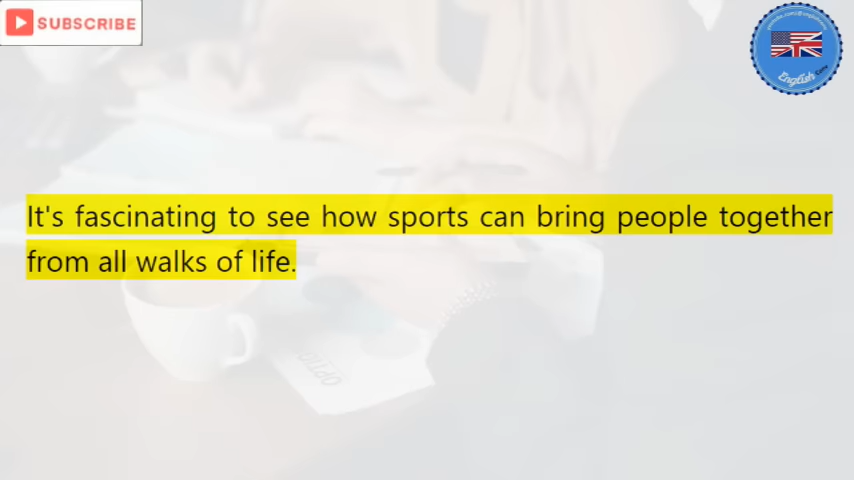 SUBSCRIBE
English
It's fascinating to see how sports can bring people together
from all walks of life.